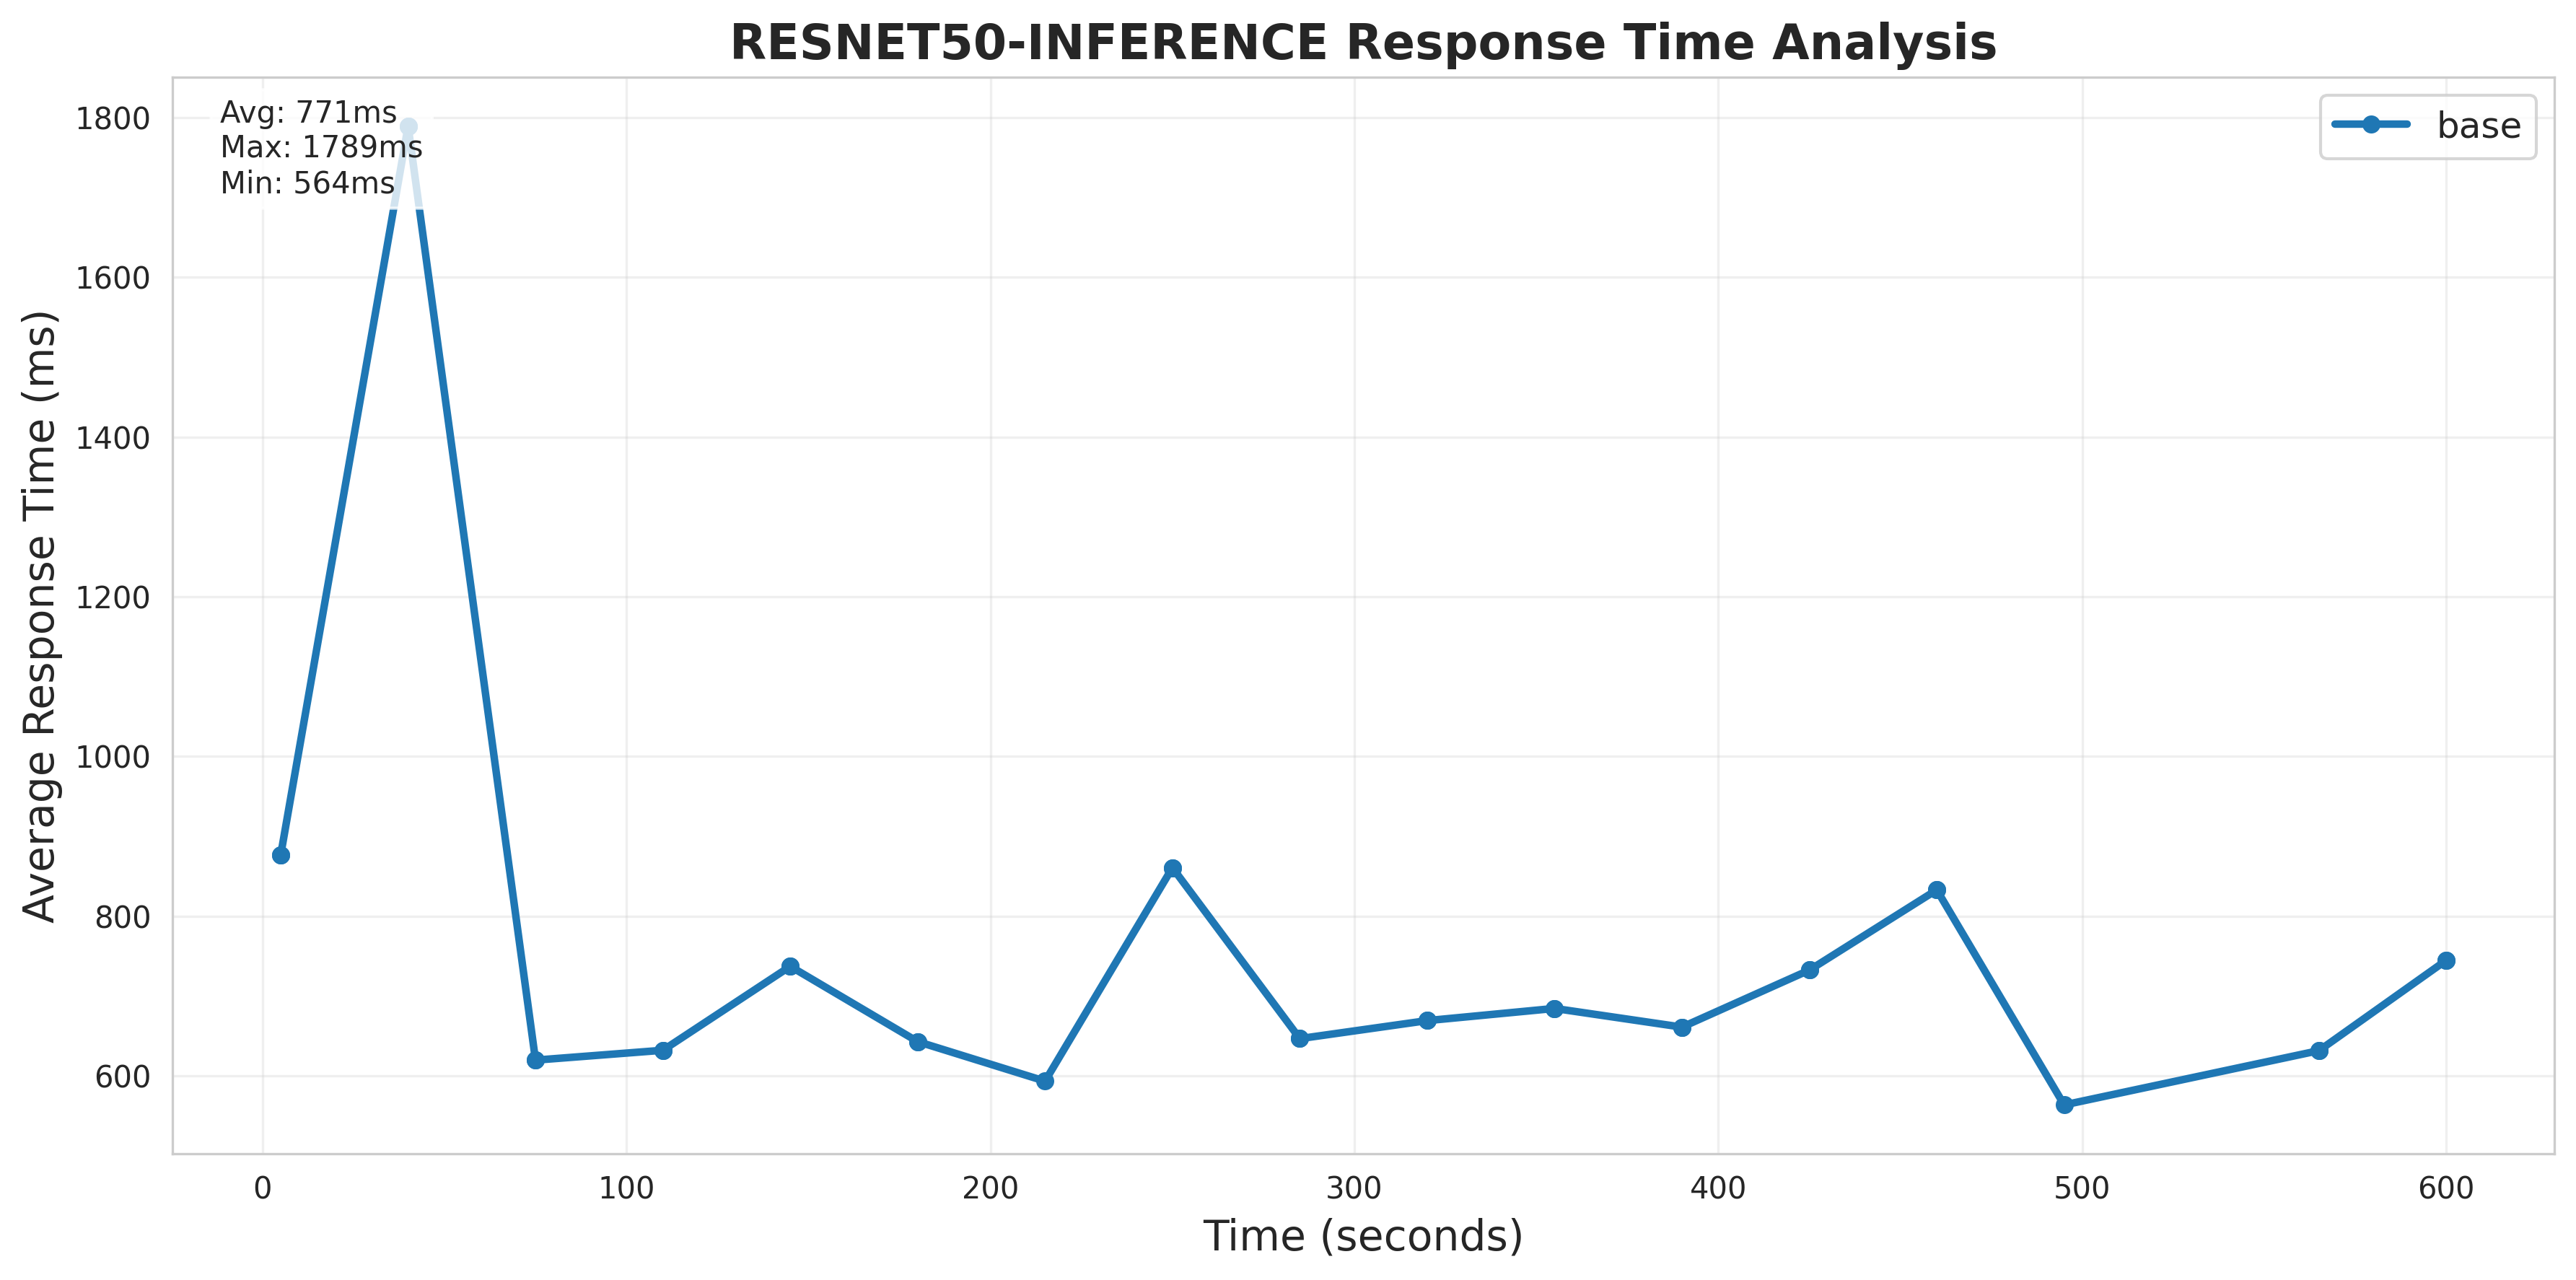 RESNET50-INFERENCE Response Time Analysis
Avg: 771ms
Max: 1789ms
Min: 564ms
base
Average Response Time (ms)
1800
1600
1400
1200
1000
800
600
0 100 200 300 400 500 600
Time (seconds)